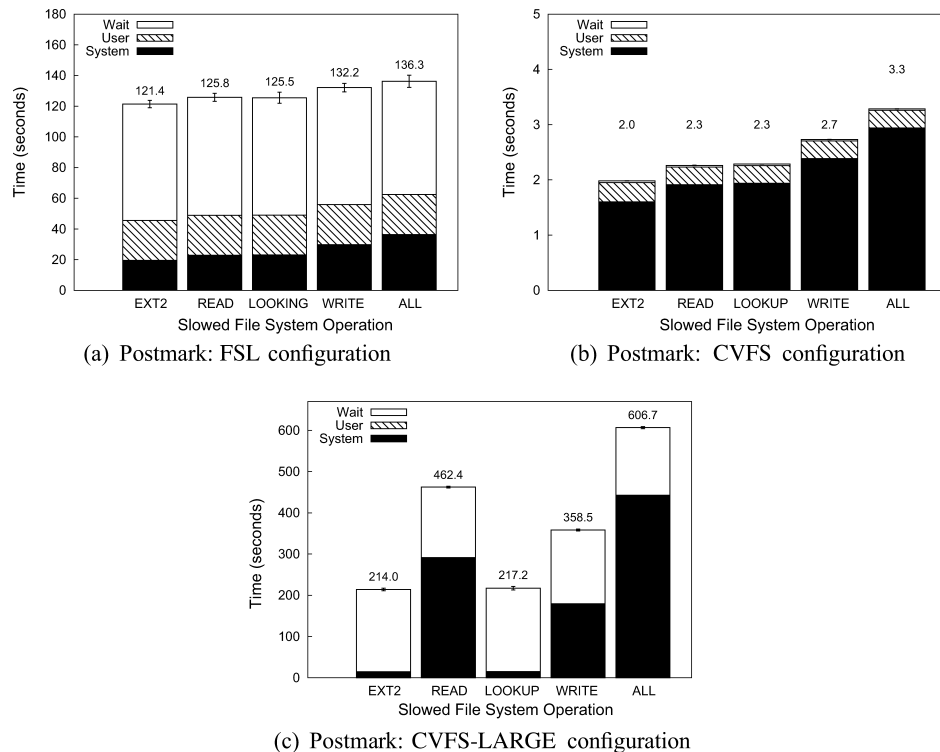 180
160
140
120
100
80
60
40
20
0
Time (seconds)
Wait
User
System
121.4
125.8
125.5
132.2
136.3
EXT2 READ LOOKING WRITE ALL
Slowed File System Operation
(a) Postmark: FSL configuration
5
4
3
2
1
0
Time (seconds)
Wait
User
System
2.0
2.3
2.3
2.7
3.3
EXT2 READ LOOKUP WRITE ALL
Slowed File System Operation
(b) Postmark: CVFS configuration
600
500
400
300
200
100
0
Time (seconds)
Wait
User
System
214.0
462.4
217.2
358.5
606.7
EXT2 READ LOOKUP WRITE ALL
Slowed File System Operation
(c) Postmark: CVFS-LARGE configuration